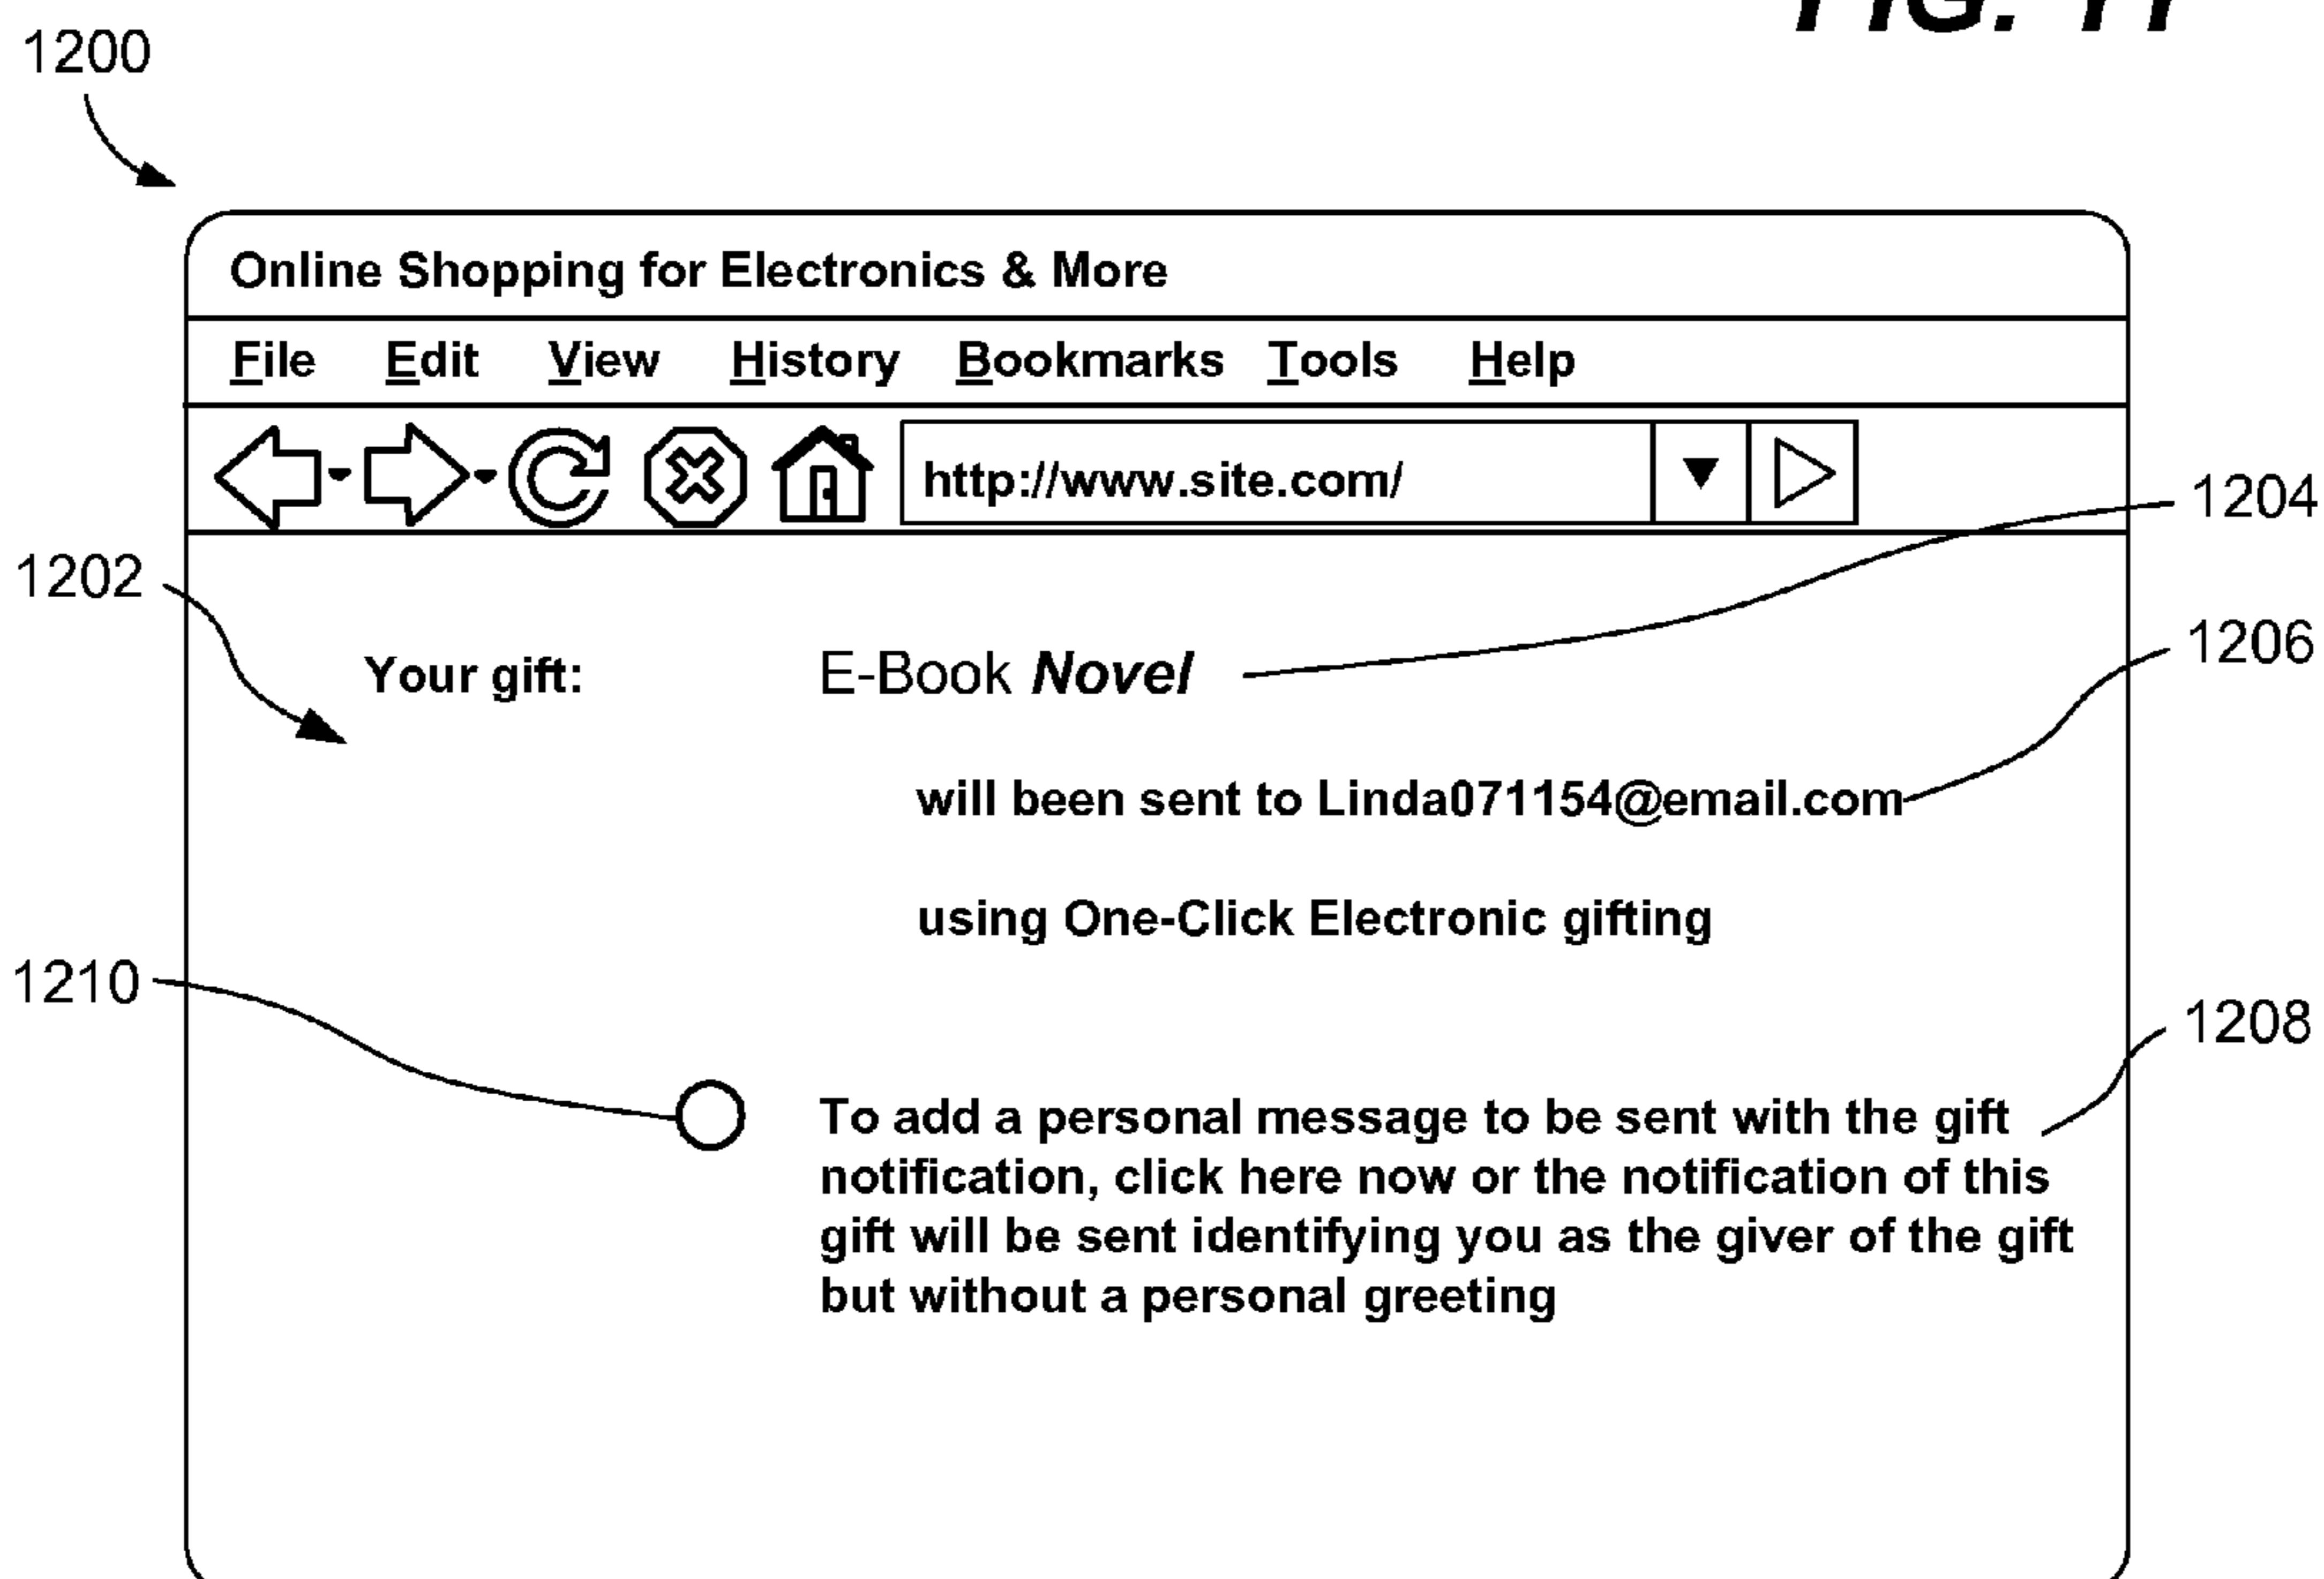 FIG. 11
1200
Online Shopping for Electronics & More
File Edit View History Bookmarks Tools Help
http://www.site.com/
1204
1202
1206
Your gift: E-Book Novel
will been sent to Linda071154@email.com
using One-Click Electronic gifting
1210
1208
To add a personal message to be sent with the gift
notification, click here now or the notification of this
gift will be sent identifying you as the giver of the gift
but without a personal greeting